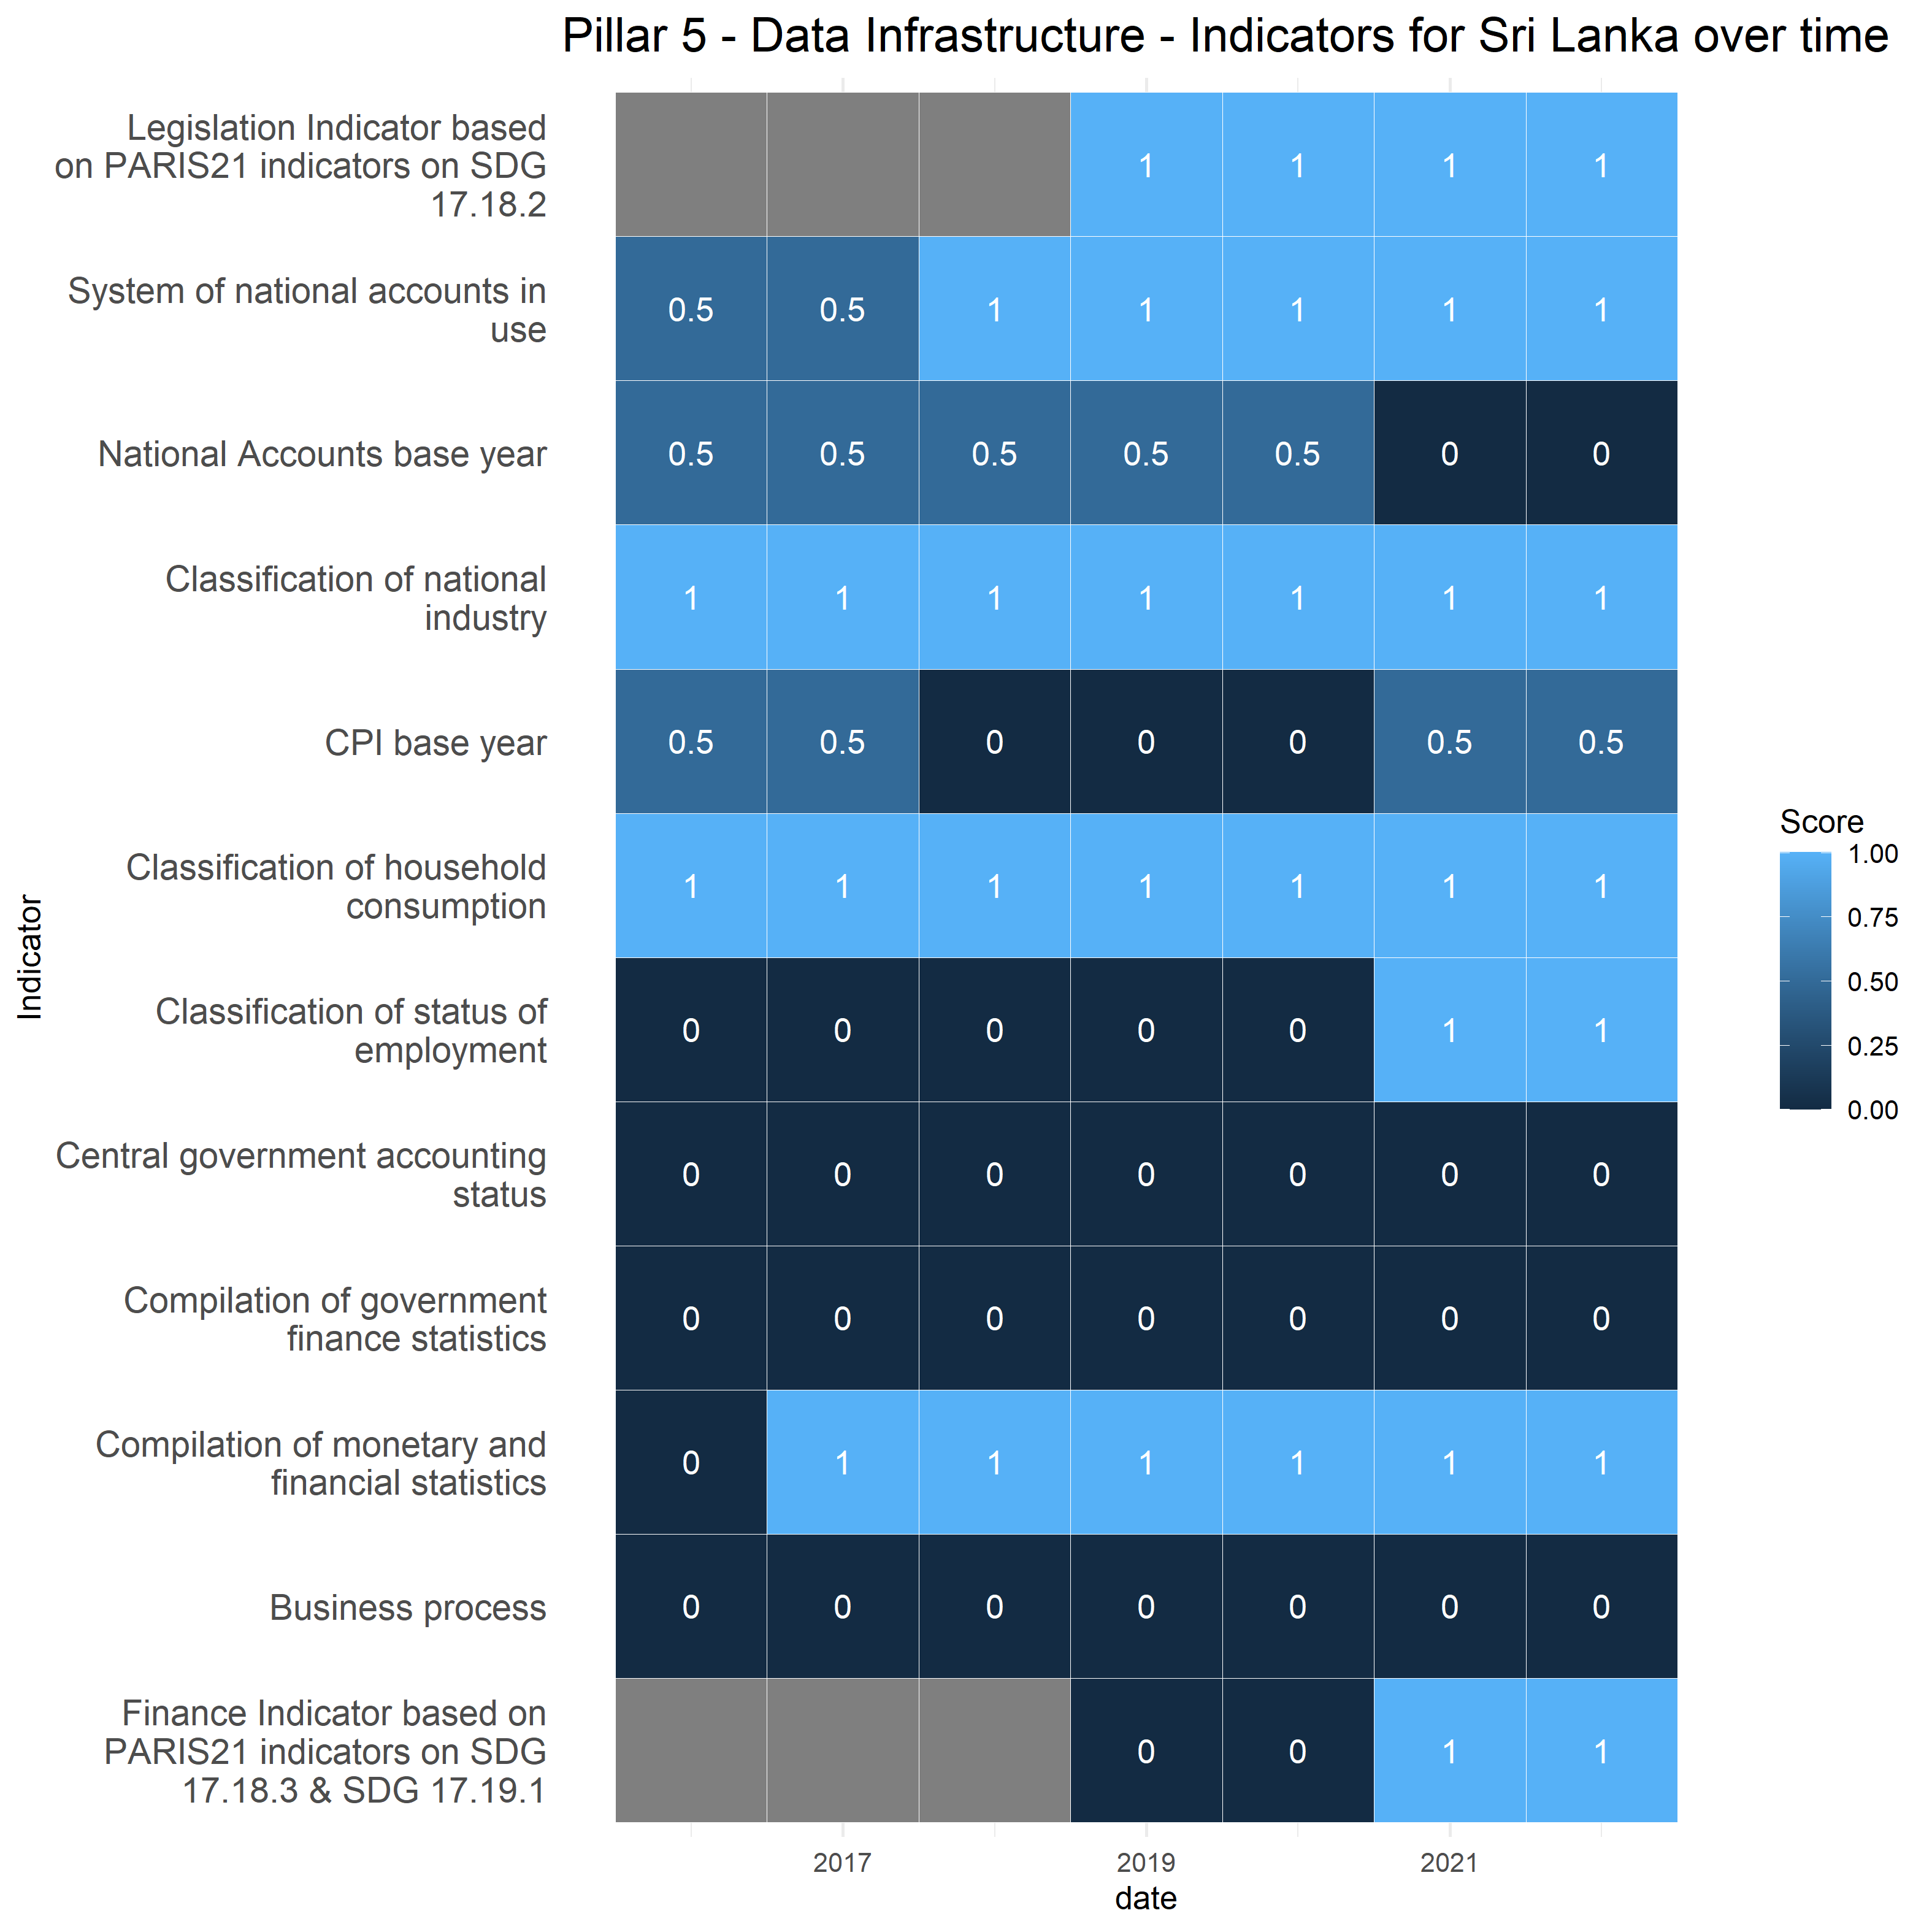 Pillar 5 - Data Infrastructure - Indicators for Sri Lanka over time
Legislation Indicator based
on PARIS21 indicators on SDG
17.18.2
1 1 1 1
System of national accounts in
use
0.5 0.5 1 1 1 1 1
National Accounts base year
0.5 0.5 0.5 0.5 0.5 0 0
Classification of national
industry
1 1 1 1 1 1 1
CPI base year
0.5 0.5 0 0 0 0.5 0.5
Classification of household
consumption
1 1 1 1 1 1 1
Classification of status of
employment
0 0 0 0 0 1 1
Central government accounting
status
0 0 0 0 0 0 0
Compilation of government
finance statistics
0 0 0 0 0 0 0
Compilation of monetary and
financial statistics
0 1 1 1 1 1 1
Business process
0 0 0 0 0 0 0
Finance Indicator based on
PARIS21 indicators on SDG
17.18.3 & SDG 17.19.1
0 0 1 1
2017 2019 2021
date
Indicator
Score
1.00
0.75
0.50
0.25
0.00